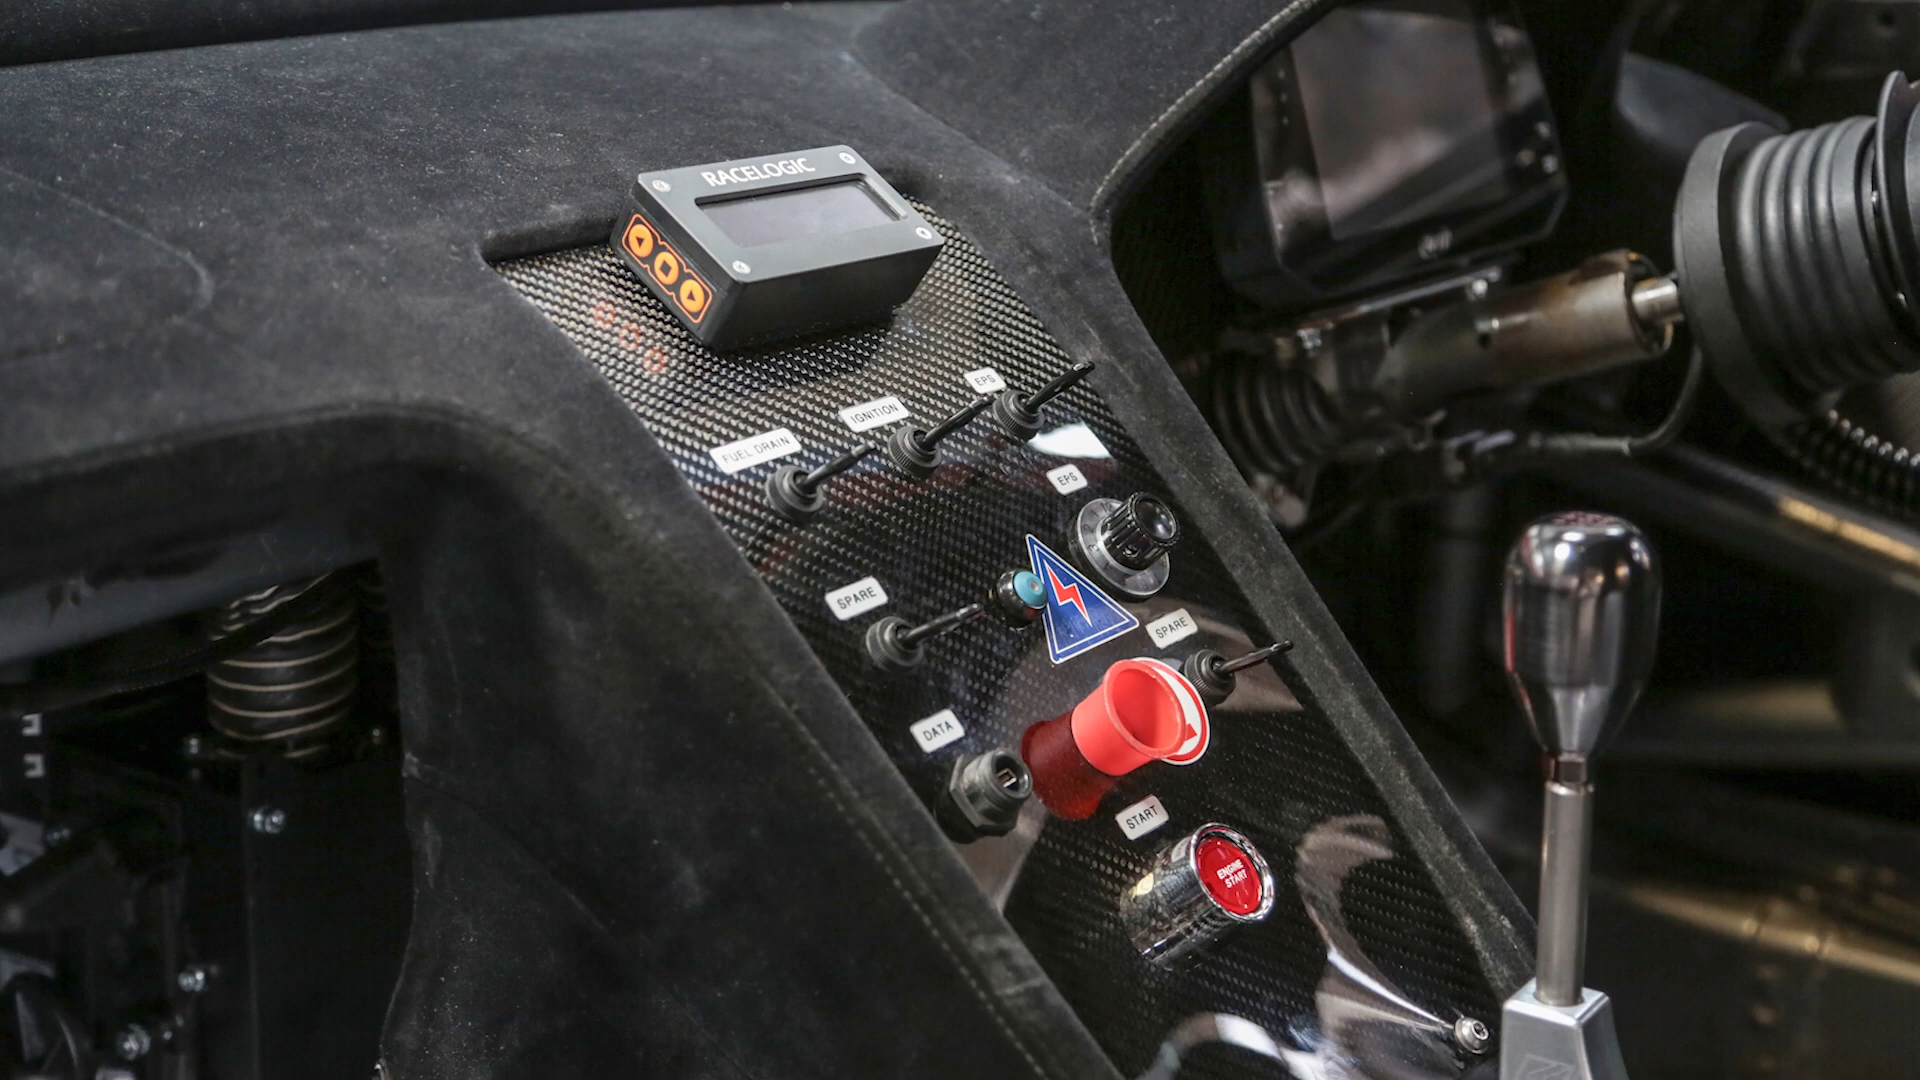 RACELOGIC
EPS
IGNITION
FUEL DRAIN
EPS
SPARE
SPARE
DATA
START
ENGINE
START